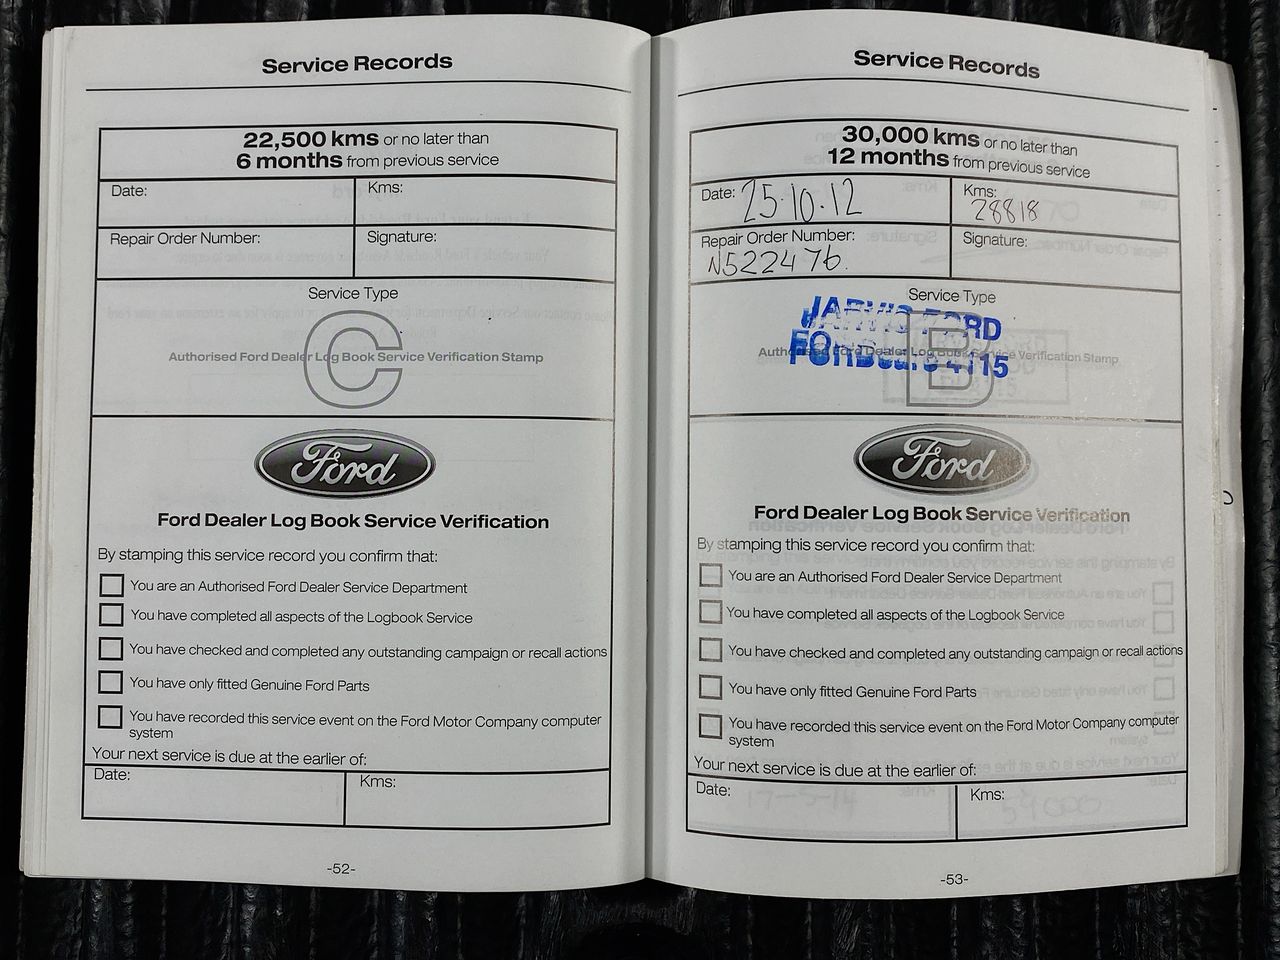 Service Records
22,500 kms or no later than
6 months from previous service
Date:
Kms:
Repair Order Number:
Signature:
Service Type
C
Authorised Ford Dealer Log Book Service Verification Stamp
Ford
Ford Dealer Log Book Service Verification
By stamping this service record you confirm that:
You are an Authorised Ford Dealer Service Department
You have completed all aspects of the Logbook Service
You have checked and completed any outstanding campaign or recall actions
You have only fitted Genuine Ford Parts
You have recorded this service event on the Ford Motor Company computer
system
Your next service is due at the earlier of:
Date:
Kms:
-52-
Service Records
30,000 kms or no later than
12 months from previous service
Date: 25·10·12
Kms: 28818
Repair Order Number: N522476
Signature:
Service Type
JARVIS FORD
B
Authorised Ford Dealer Log Book Service Verification Stamp
4115
Ford
Ford Dealer Log Book Service Verification
By stamping this service record you confirm that:
You are an Authorised Ford Dealer Service Department
You have completed all aspects of the Logbook Service
You have checked and completed any outstanding campaign or recall actions
You have only fitted Genuine Ford Parts
You have recorded this service event on the Ford Motor Company computer
system
Your next service is due at the earlier of:
Date:
Kms:
-53-